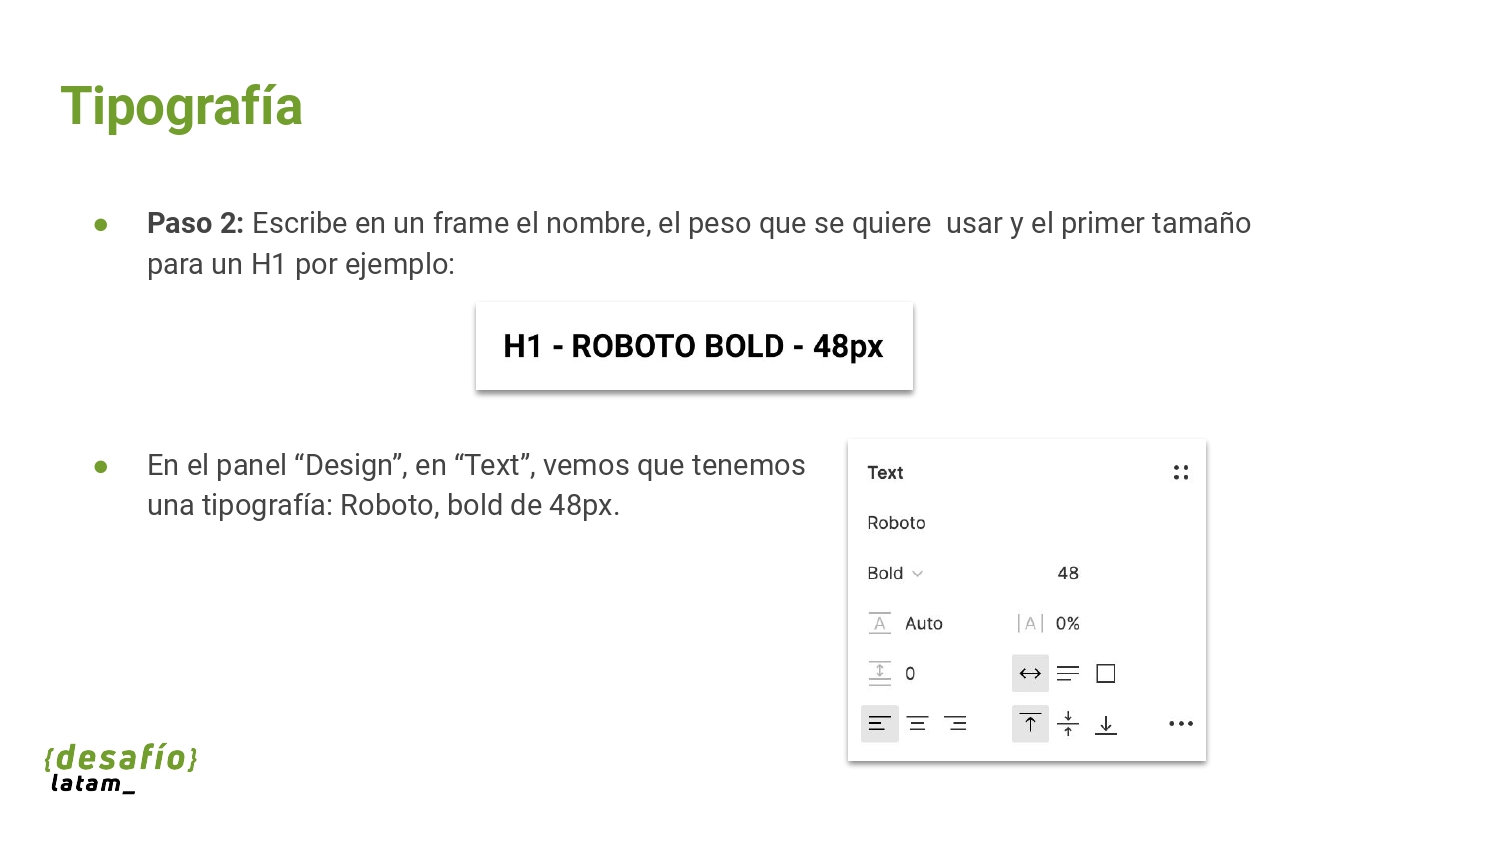 Tipografía
● Paso 2: Escribe en un frame el nombre, el peso que se quiere  usar y el primer tamaño
para un H1 por ejemplo:
H1 - ROBOTO BOLD - 48px
● En el panel “Design”, en “Text”, vemos que tenemos
una tipografía: Roboto, bold de 48px.
Text
Roboto
Bold 48
A Auto |A| 0%
0
{desafío}
latam_